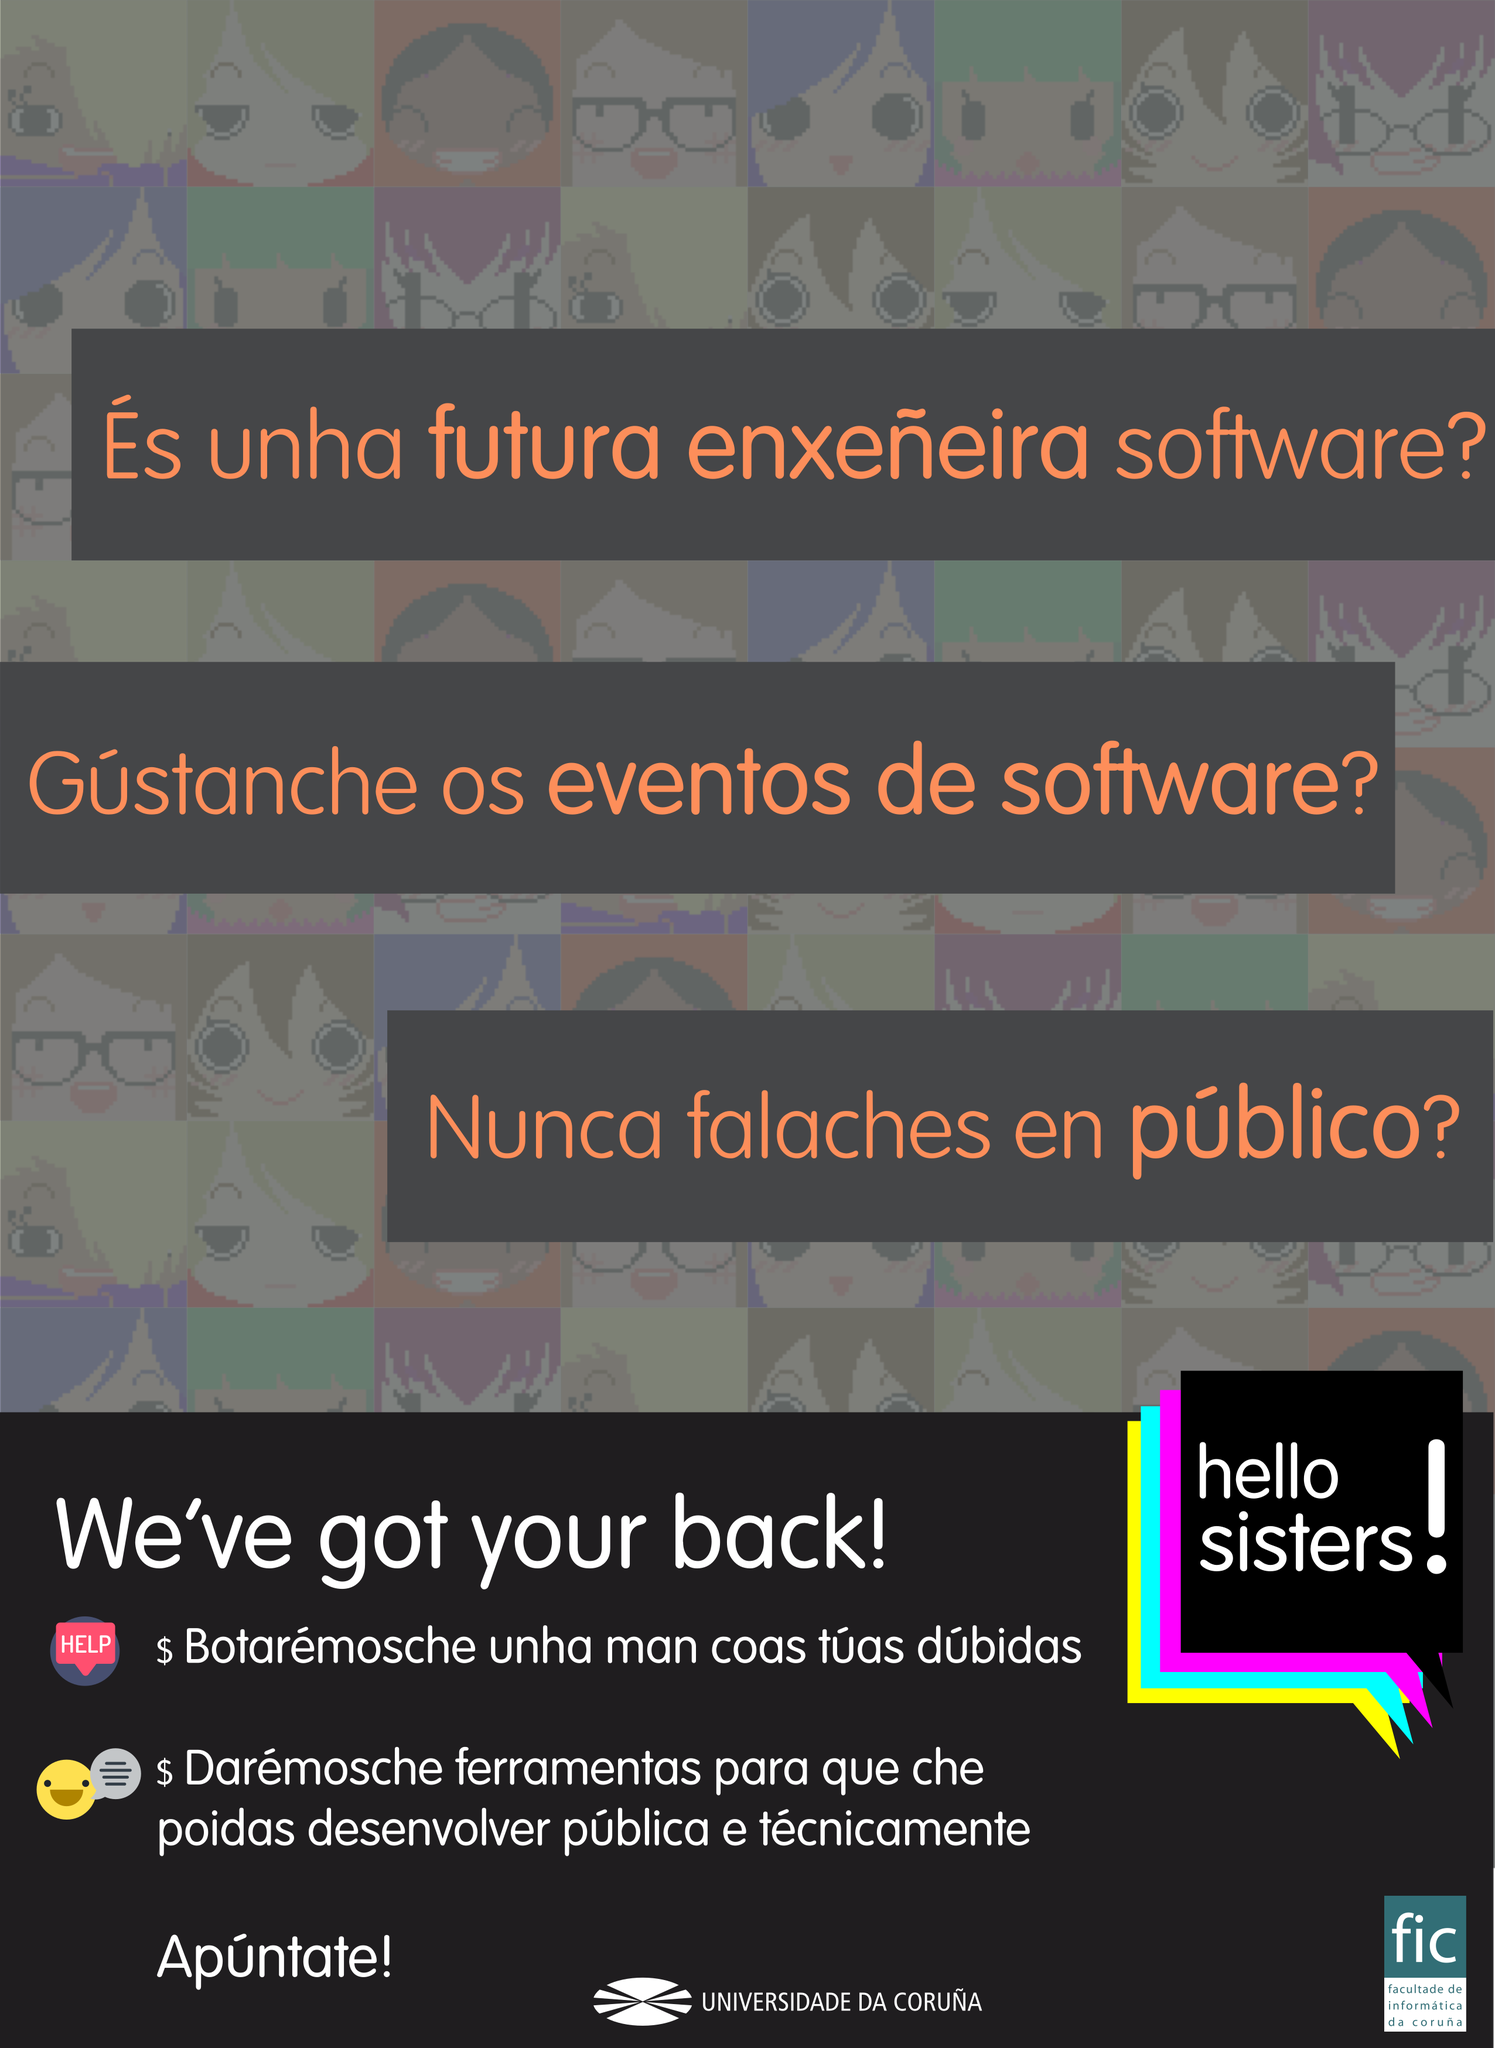 És unha futura enxeñeira software?
Gústanche os eventos de software?
Nunca falaches en público?
hello
sisters!
We've got your back!
HELP
$ Botarémosche unha man coas túas dúbidas
$ Darémosche ferramentas para que che
poidas desenvolver pública e técnicamente
Apúntate!
UNIVERSIDADE DA CORUÑA
fic
facultade de
informática
da coruña